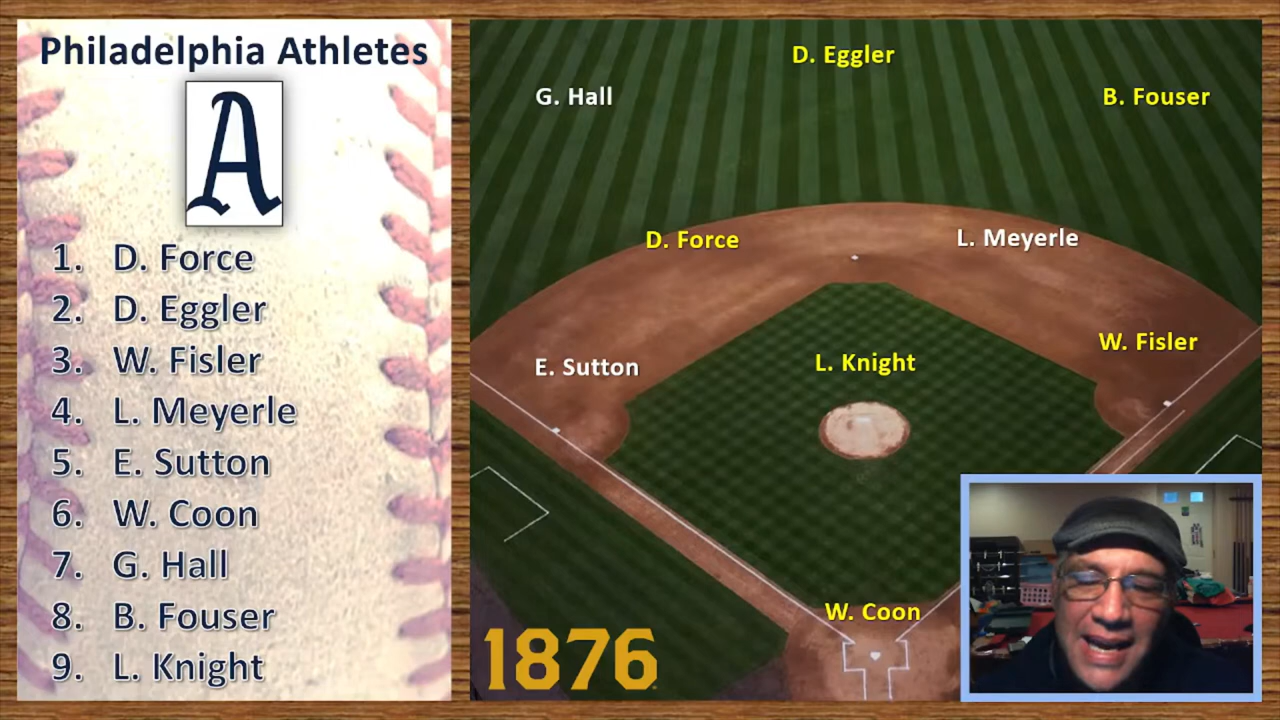 Philadelphia Athletes
A
1. D. Force
2. D. Eggler
3. W. Fisler
4. L. Meyerle
5. E. Sutton
6. W. Coon
7. G. Hall
8. B. Fouser
9. L. Knight
D. Eggler
G. Hall
B. Fouser
D. Force
L. Meyerle
W. Fisler
E. Sutton
L. Knight
W. Coon
1876